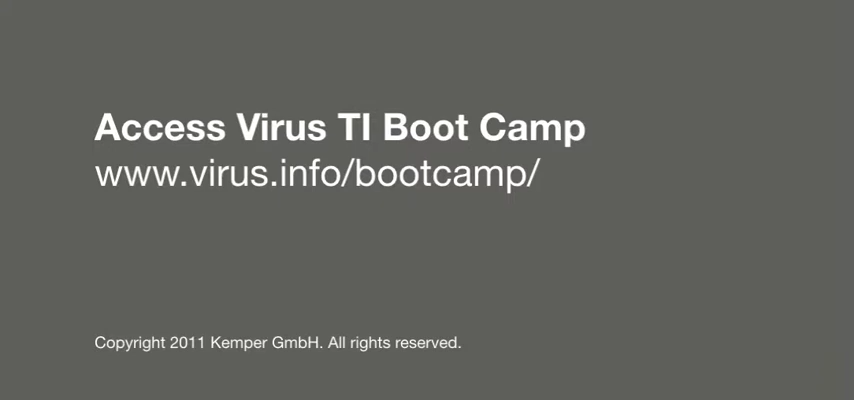 Access Virus TI Boot Camp
www.virus.info/bootcamp/
Copyright 2011 Kemper GmbH. All rights reserved.